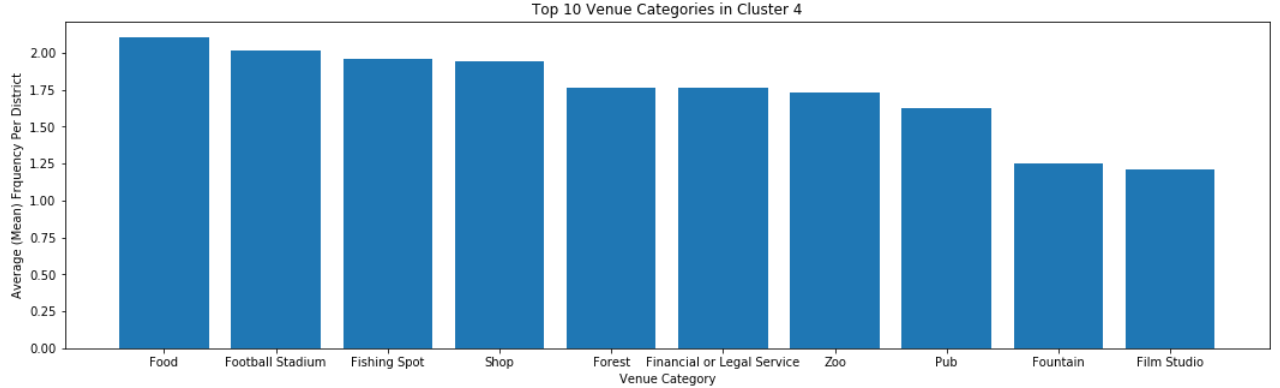 Top 10 Venue Categories in Cluster 4
Average (Mean) Frquency Per District
2.00
1.75
1.50
1.25
1.00
0.75
0.50
0.25
0.00
Food Football Stadium Fishing Spot Shop Forest Financial or Legal Service Zoo Pub Fountain Film Studio
Venue Category